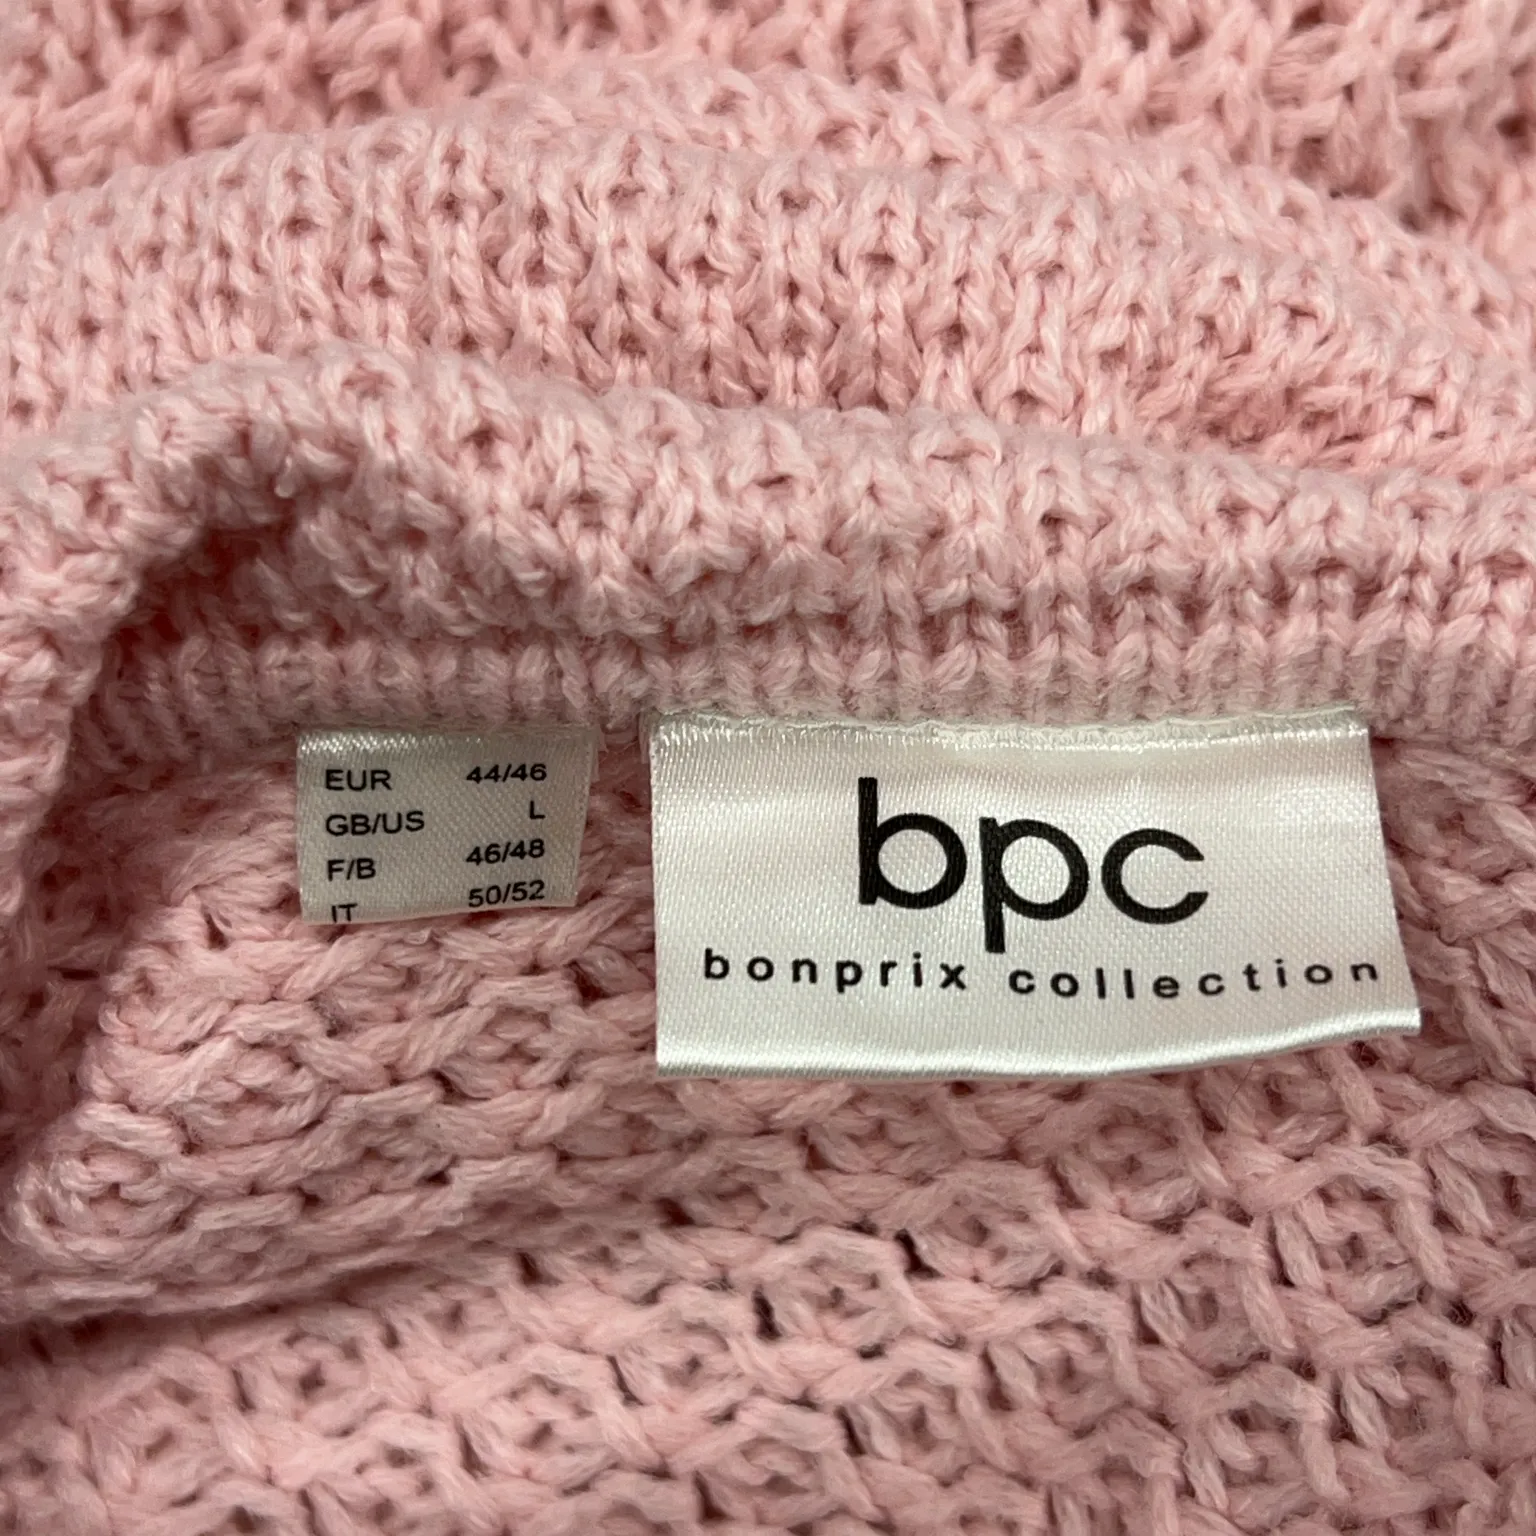 EUR 44/46
GB/US L
F/B 46/48
IT 50/52
bpc
bonprix collection